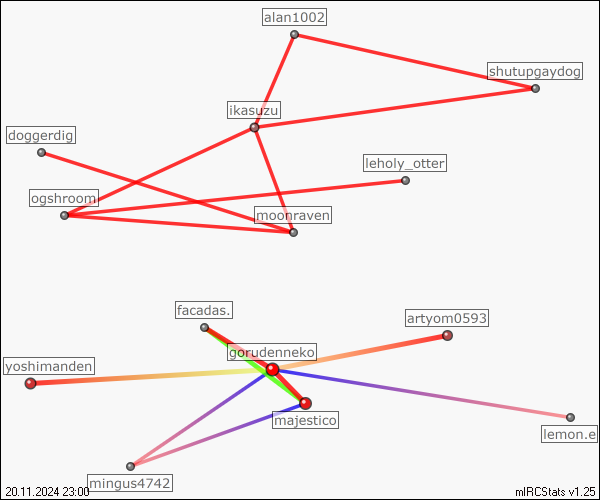 alan1002
shutupgaydog
ikasuzu
doggerdig
leholy_otter
ogshroom
moonraven
facadas.
artyom0593
gorudenneko
yoshimanden
majestico
lemon.e
mingus4742
20.11.2024 23:00
mIRCStats v1.25